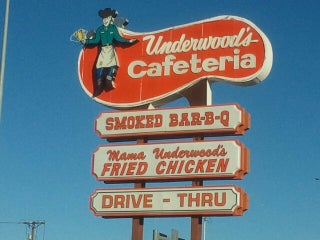 Underwood's
Cafeteria
SMOKED BAR-B-Q
Mama Underwood's
FRIED CHICKEN
DRIVE - THRU